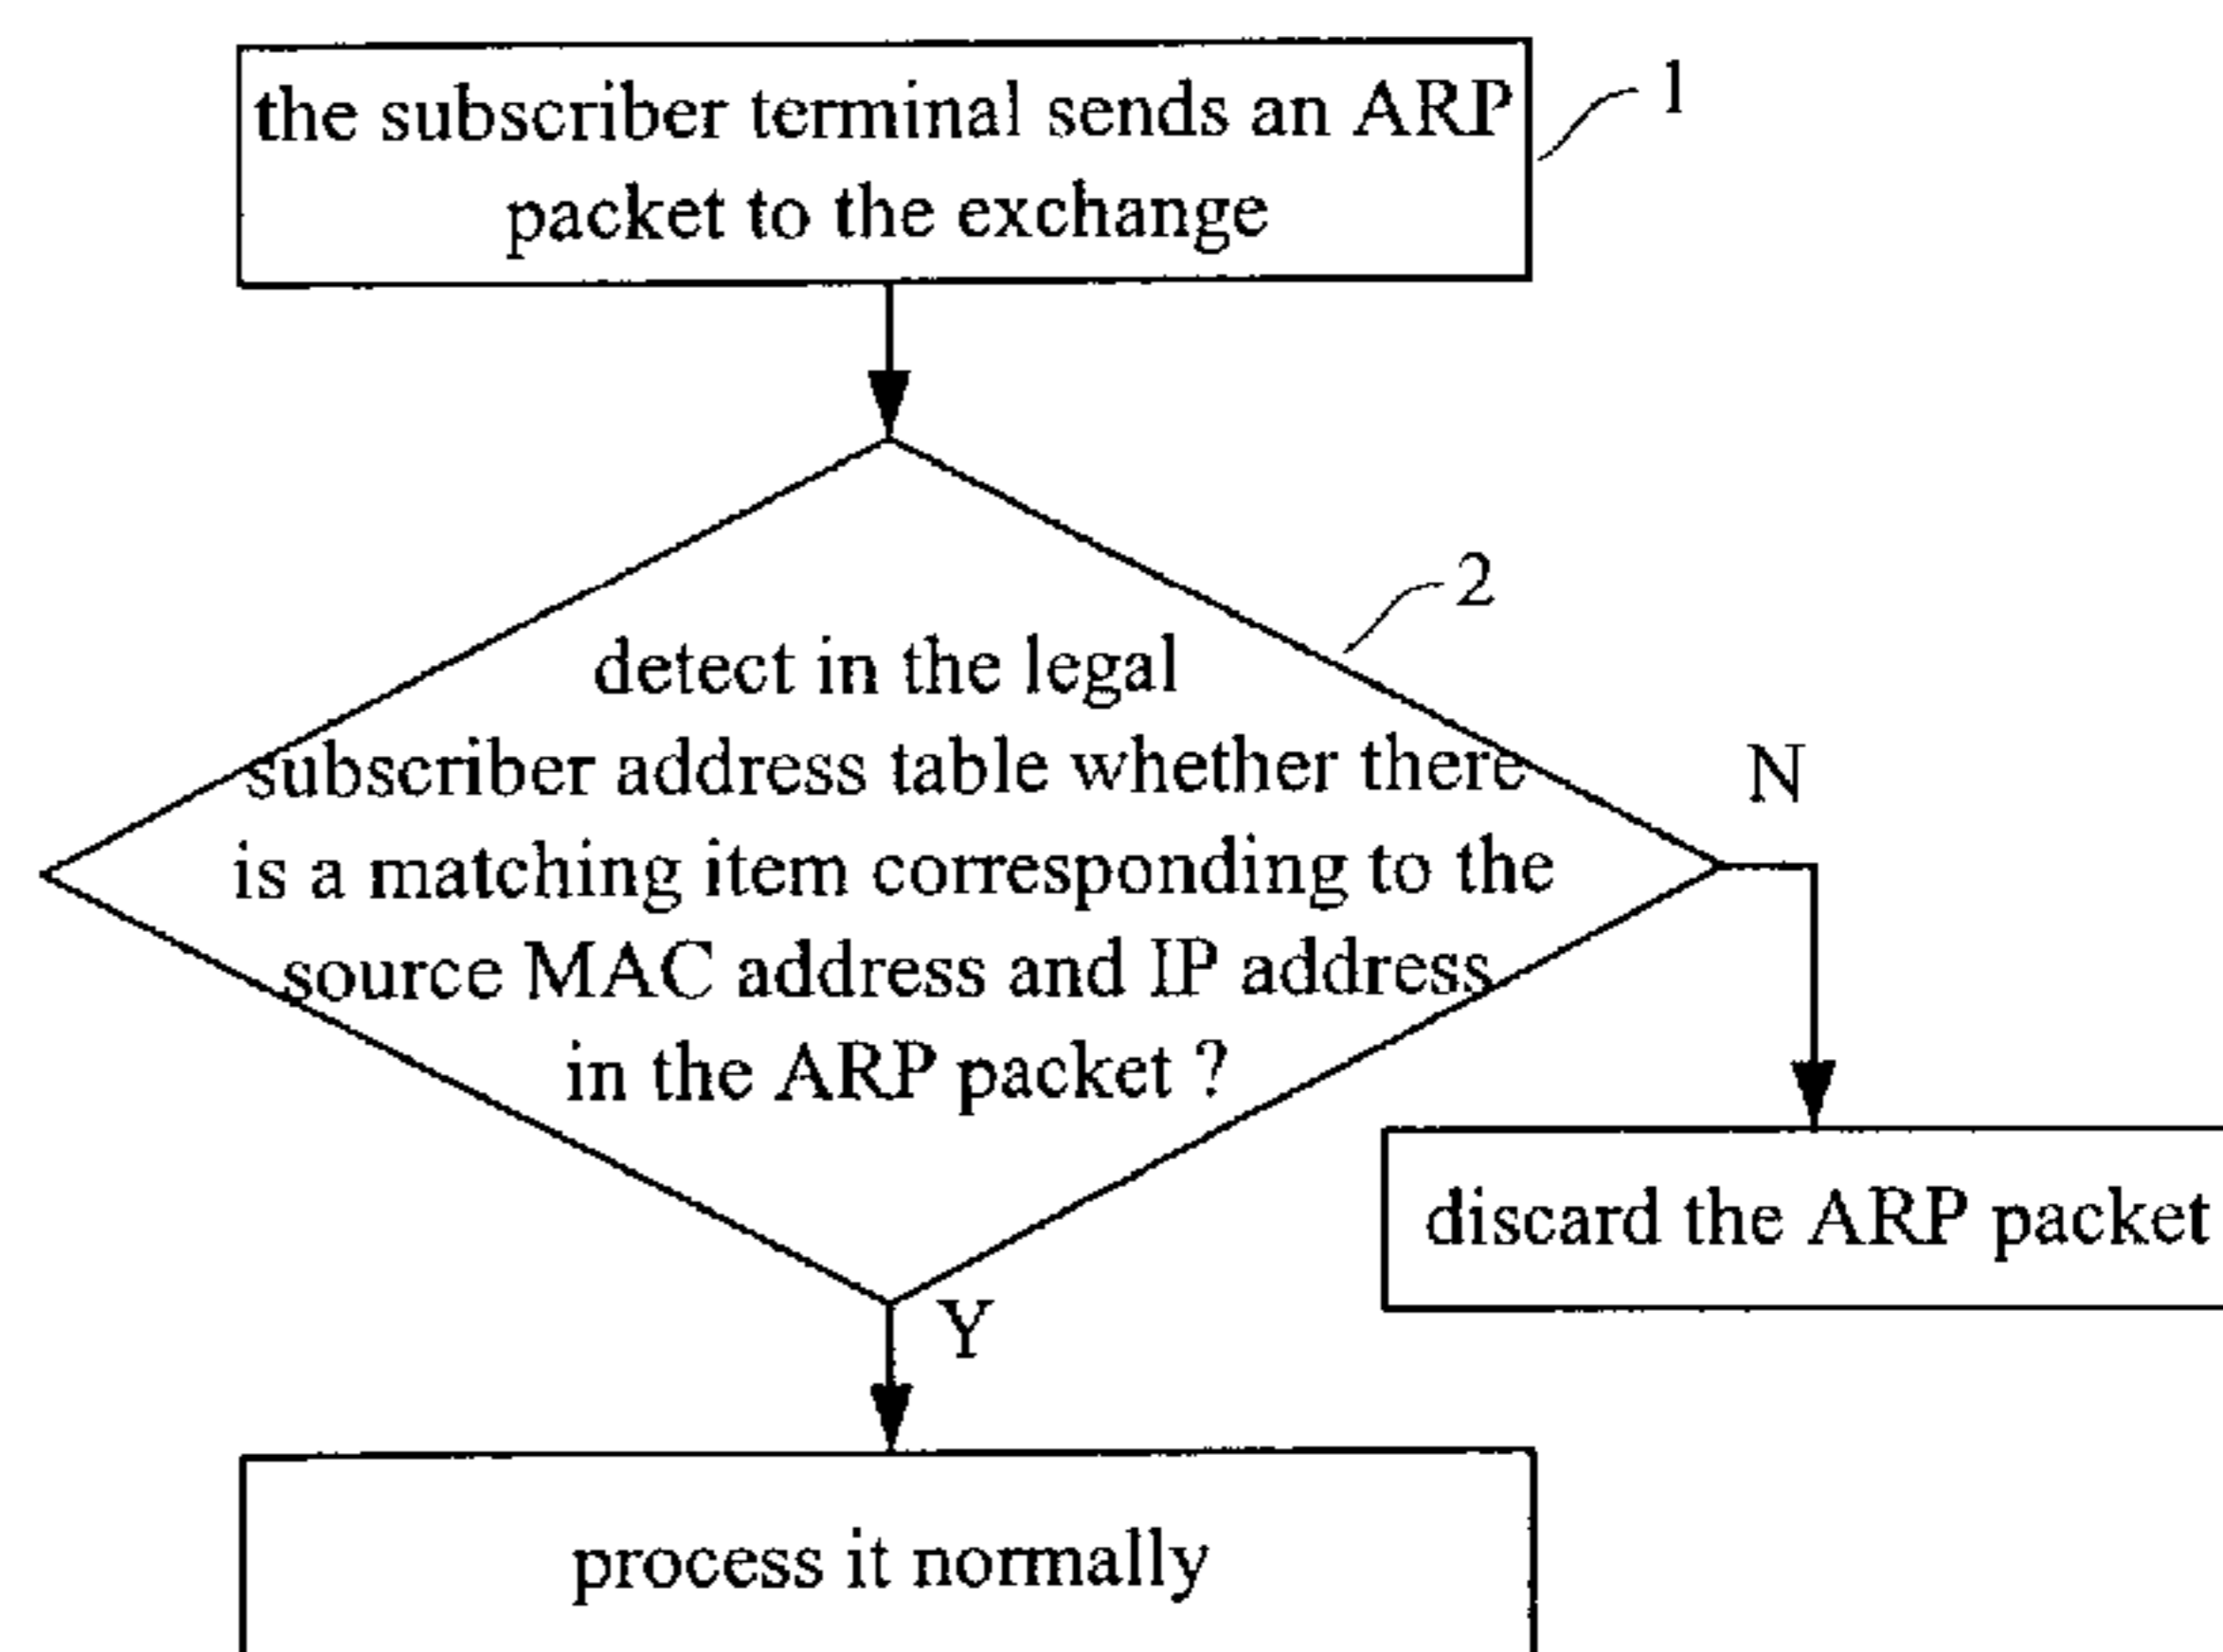 the subscriber terminal sends an ARP
packet to the exchange
1
2
detect in the legal
subscriber address table whether there
is a matching item corresponding to the
source MAC address and IP address
in the ARP packet ?
N
discard the ARP packet
Y
process it normally